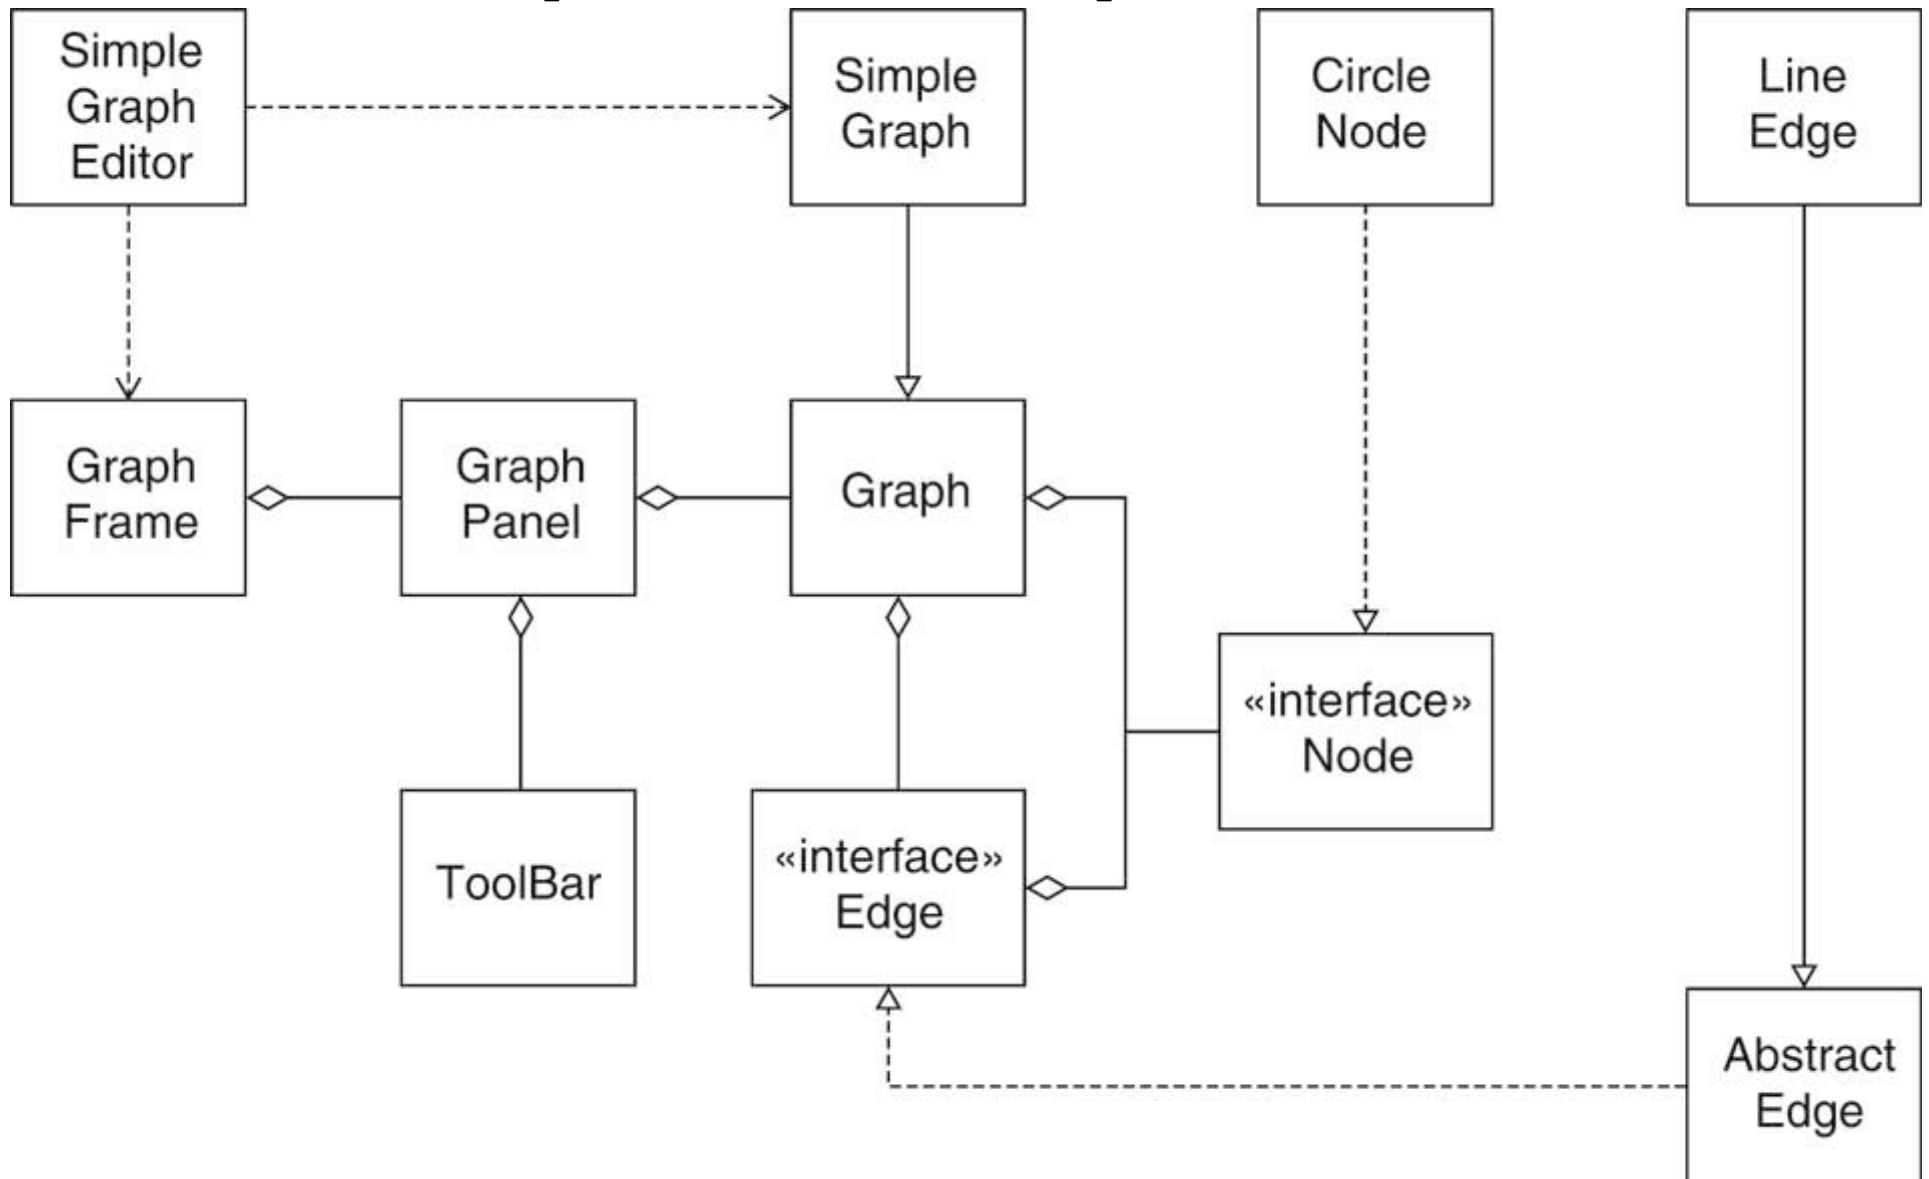 Simple
Graph
Editor
Simple
Graph
Circle
Node
Line
Edge
Graph
Frame
Graph
Panel
Graph
«interface»
Node
ToolBar
«interface»
Edge
Abstract
Edge